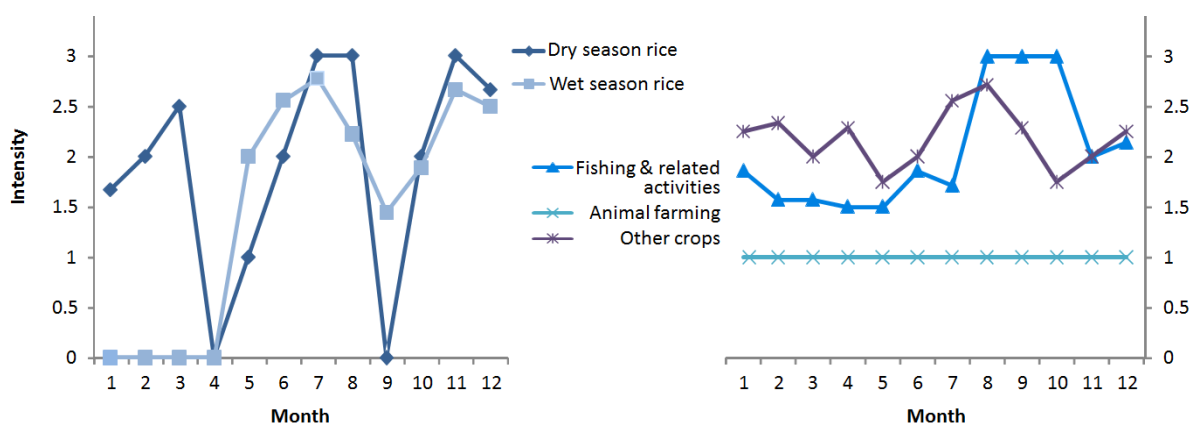 3
2.5
2
1.5
1
0.5
0
Intensity
1 2 3 4 5 6 7 8 9 10 11 12
Month
Dry season rice
Wet season rice
Fishing & related
activities
Animal farming
Other crops
3
2.5
2
1.5
1
0.5
0
1 2 3 4 5 6 7 8 9 10 11 12
Month